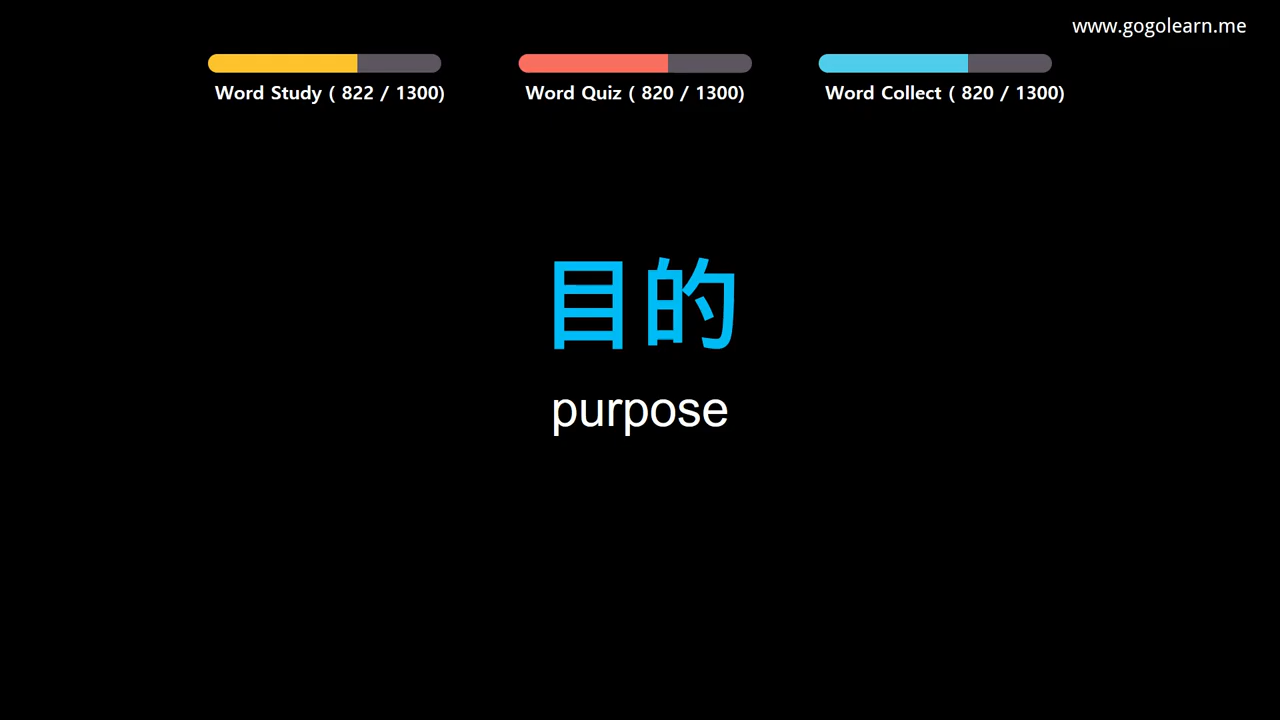 www.gogolearn.me
Word Study ( 822 / 1300)
Word Quiz ( 820 / 1300)
Word Collect ( 820 / 1300)
目的
purpose